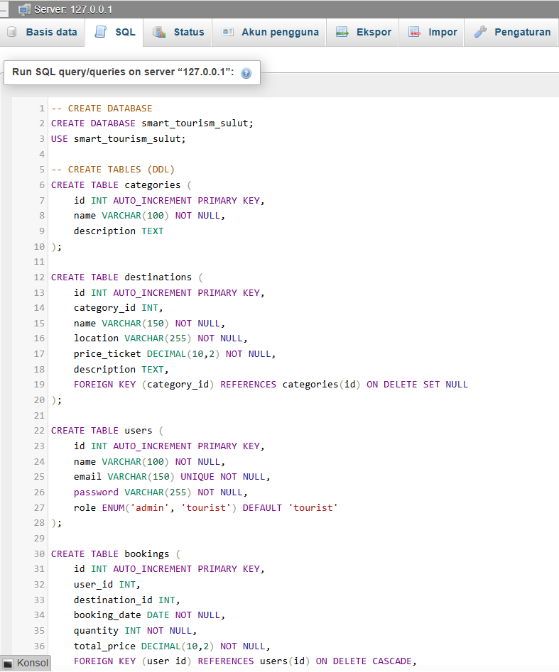 Server: 127.0.0.1
Basis data SQL Status Akun pengguna Ekspor Impor Pengaturan
Run SQL query/queries on server “127.0.0.1”:
1 -- CREATE DATABASE
2 CREATE DATABASE smart_tourism_sulut;
3 USE smart_tourism_sulut;
4
5 -- CREATE TABLES (DDL)
6 CREATE TABLE categories (
7 id INT AUTO_INCREMENT PRIMARY KEY,
8 name VARCHAR(100) NOT NULL,
9 description TEXT
10 );
11
12 CREATE TABLE destinations (
13 id INT AUTO_INCREMENT PRIMARY KEY,
14 category_id INT,
15 name VARCHAR(150) NOT NULL,
16 location VARCHAR(255) NOT NULL,
17 price_ticket DECIMAL(10,2) NOT NULL,
18 description TEXT,
19 FOREIGN KEY (category_id) REFERENCES categories(id) ON DELETE SET NULL
20 );
21
22 CREATE TABLE users (
23 id INT AUTO_INCREMENT PRIMARY KEY,
24 name VARCHAR(100) NOT NULL,
25 email VARCHAR(150) UNIQUE NOT NULL,
26 password VARCHAR(255) NOT NULL,
27 role ENUM('admin', 'tourist') DEFAULT 'tourist'
28 );
29
30 CREATE TABLE bookings (
31 id INT AUTO_INCREMENT PRIMARY KEY,
32 user_id INT,
33 destination_id INT,
34 booking_date DATE NOT NULL,
35 quantity INT NOT NULL,
36 total_price DECIMAL(10,2) NOT NULL,
Konsol FOREIGN KEY (user_id) REFERENCES users(id) ON DELETE CASCADE,